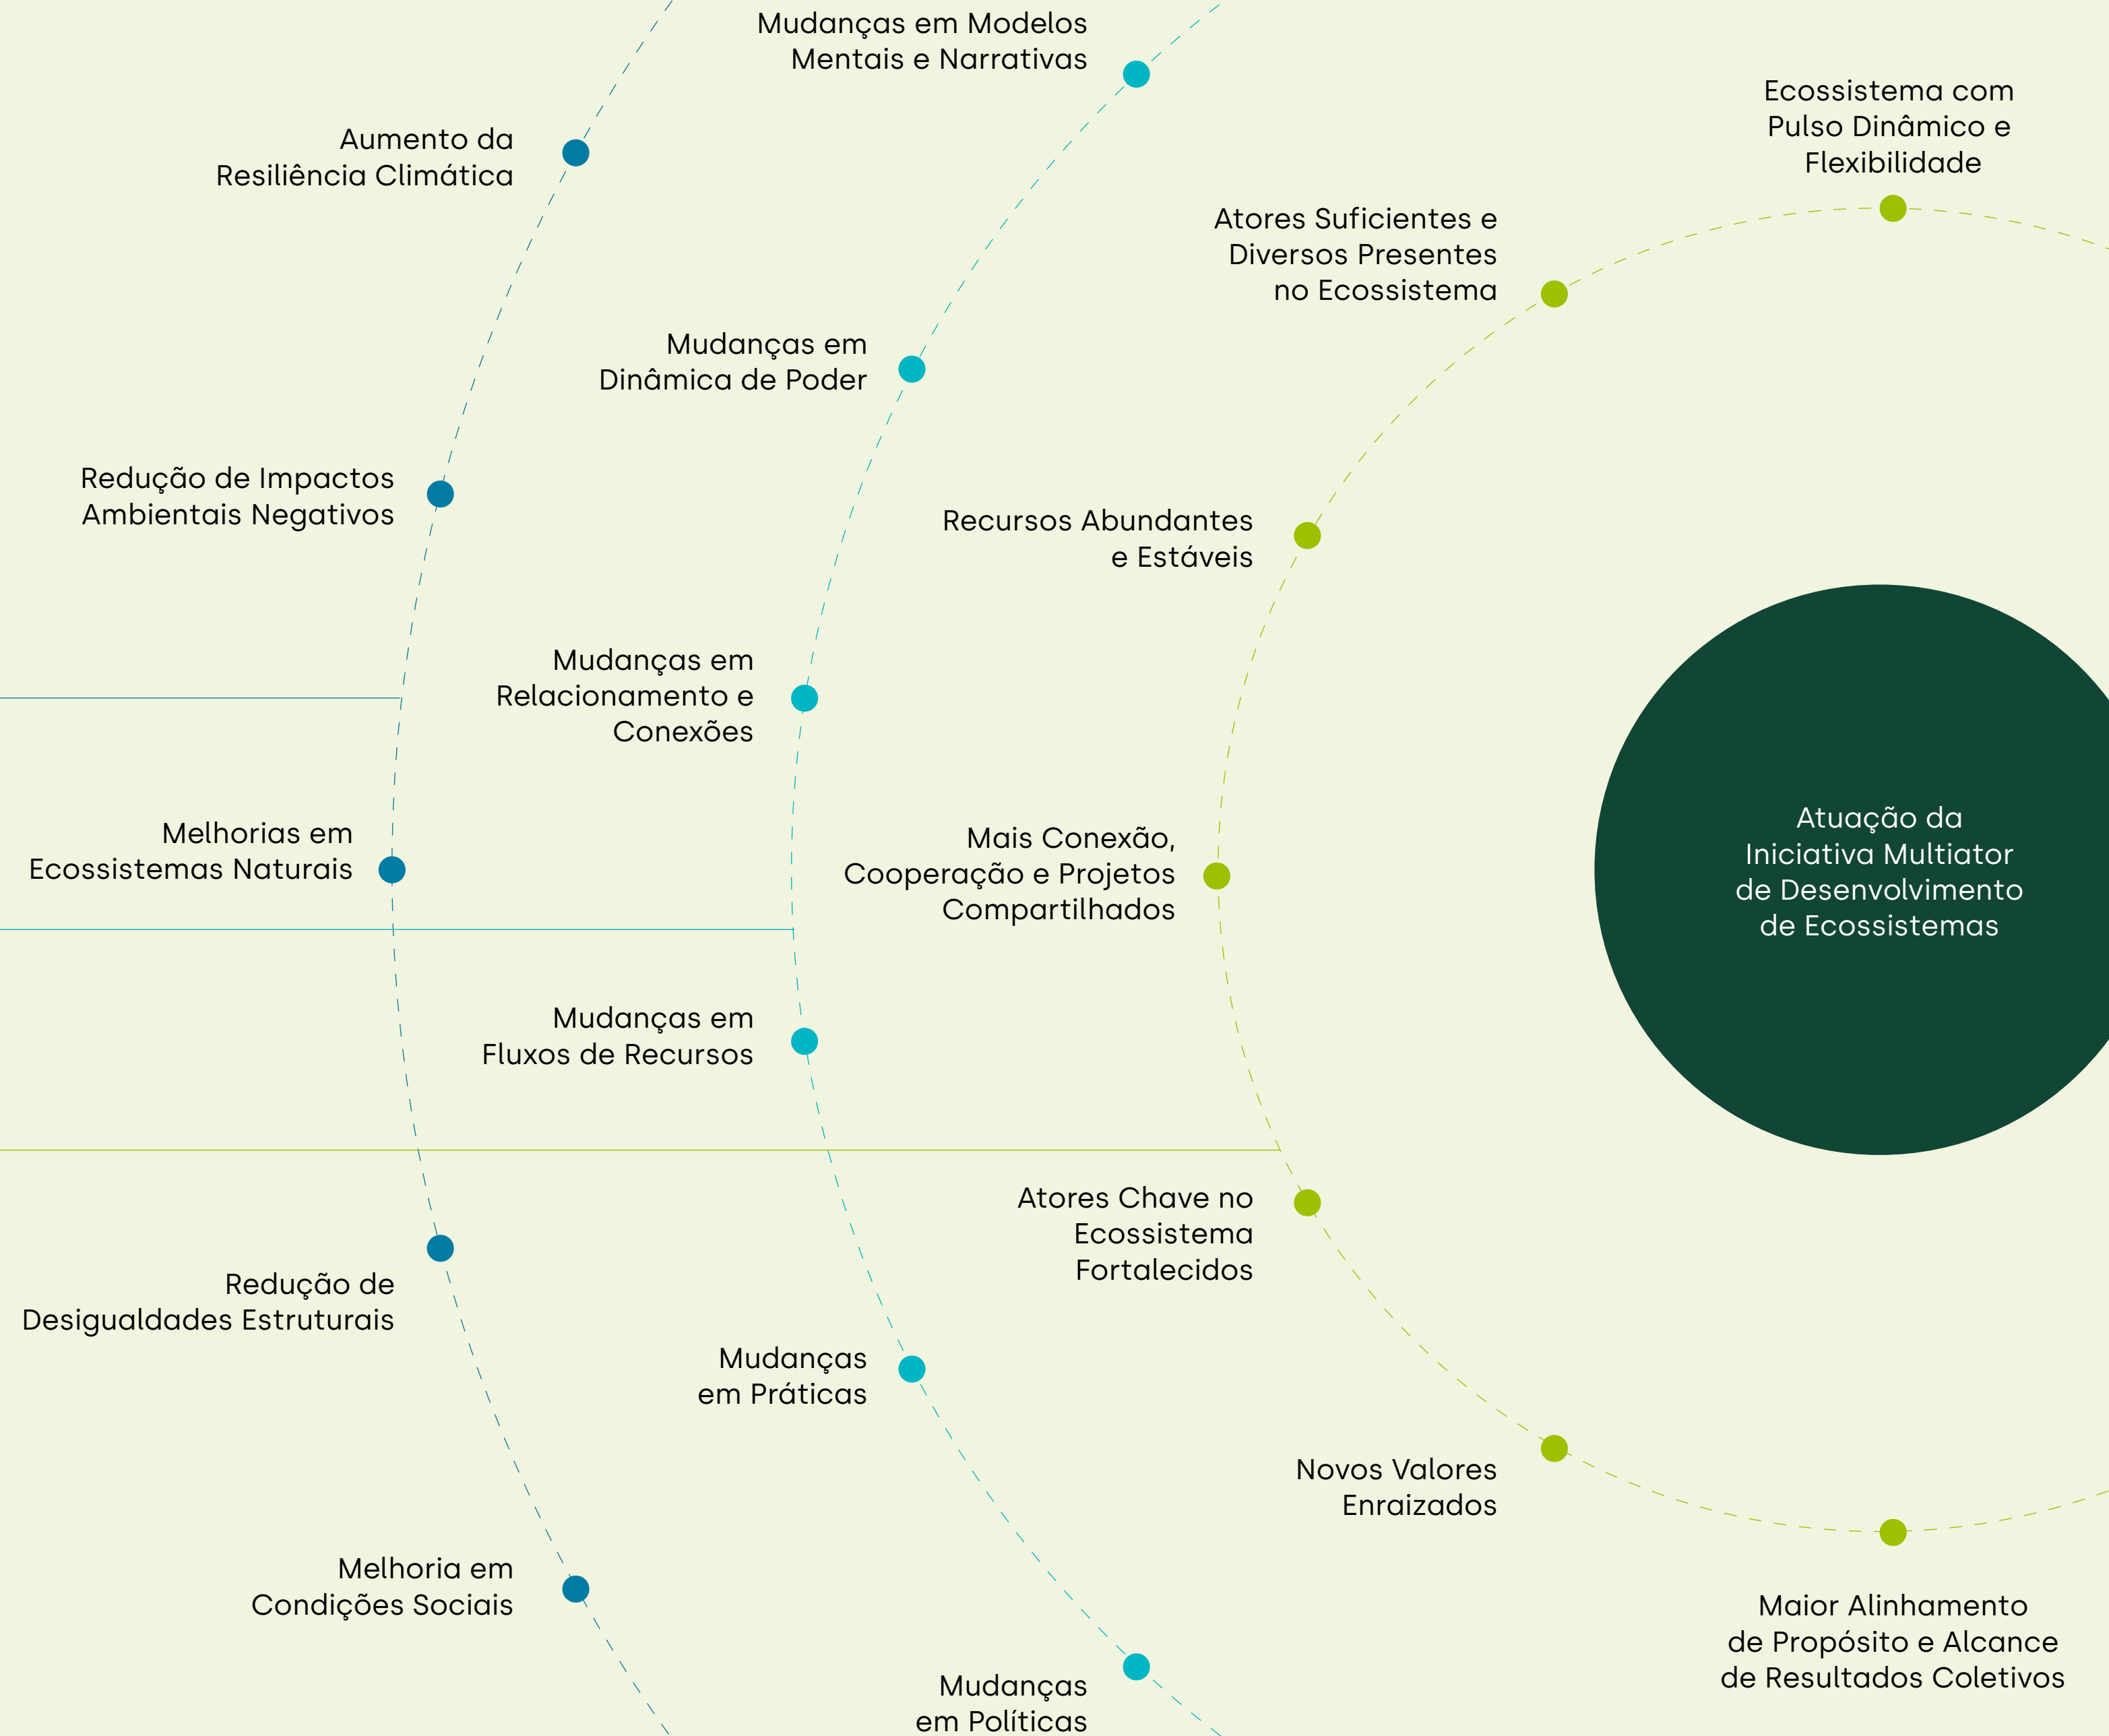 Mudanças em Modelos
Mentais e Narrativas
Ecossistema com
Pulso Dinâmico e
Flexibilidade
Aumento da
Resiliência Climática
Atores Suficientes e
Diversos Presentes
no Ecossistema
Mudanças em
Dinâmica de Poder
Redução de Impactos
Ambientais Negativos
Recursos Abundantes
e Estáveis
Mudanças em
Relacionamento e
Conexões
Melhorias em
Ecossistemas Naturais
Mais Conexão,
Cooperação e Projetos
Compartilhados
Atuação da
Iniciativa Multiator
de Desenvolvimento
de Ecossistemas
Mudanças em
Fluxos de Recursos
Atores Chave no
Ecossistema
Fortalecidos
Redução de
Desigualdades Estruturais
Mudanças
em Práticas
Novos Valores
Enraizados
Melhoria em
Condições Sociais
Maior Alinhamento
de Propósito e Alcance
de Resultados Coletivos
Mudanças
em Políticas